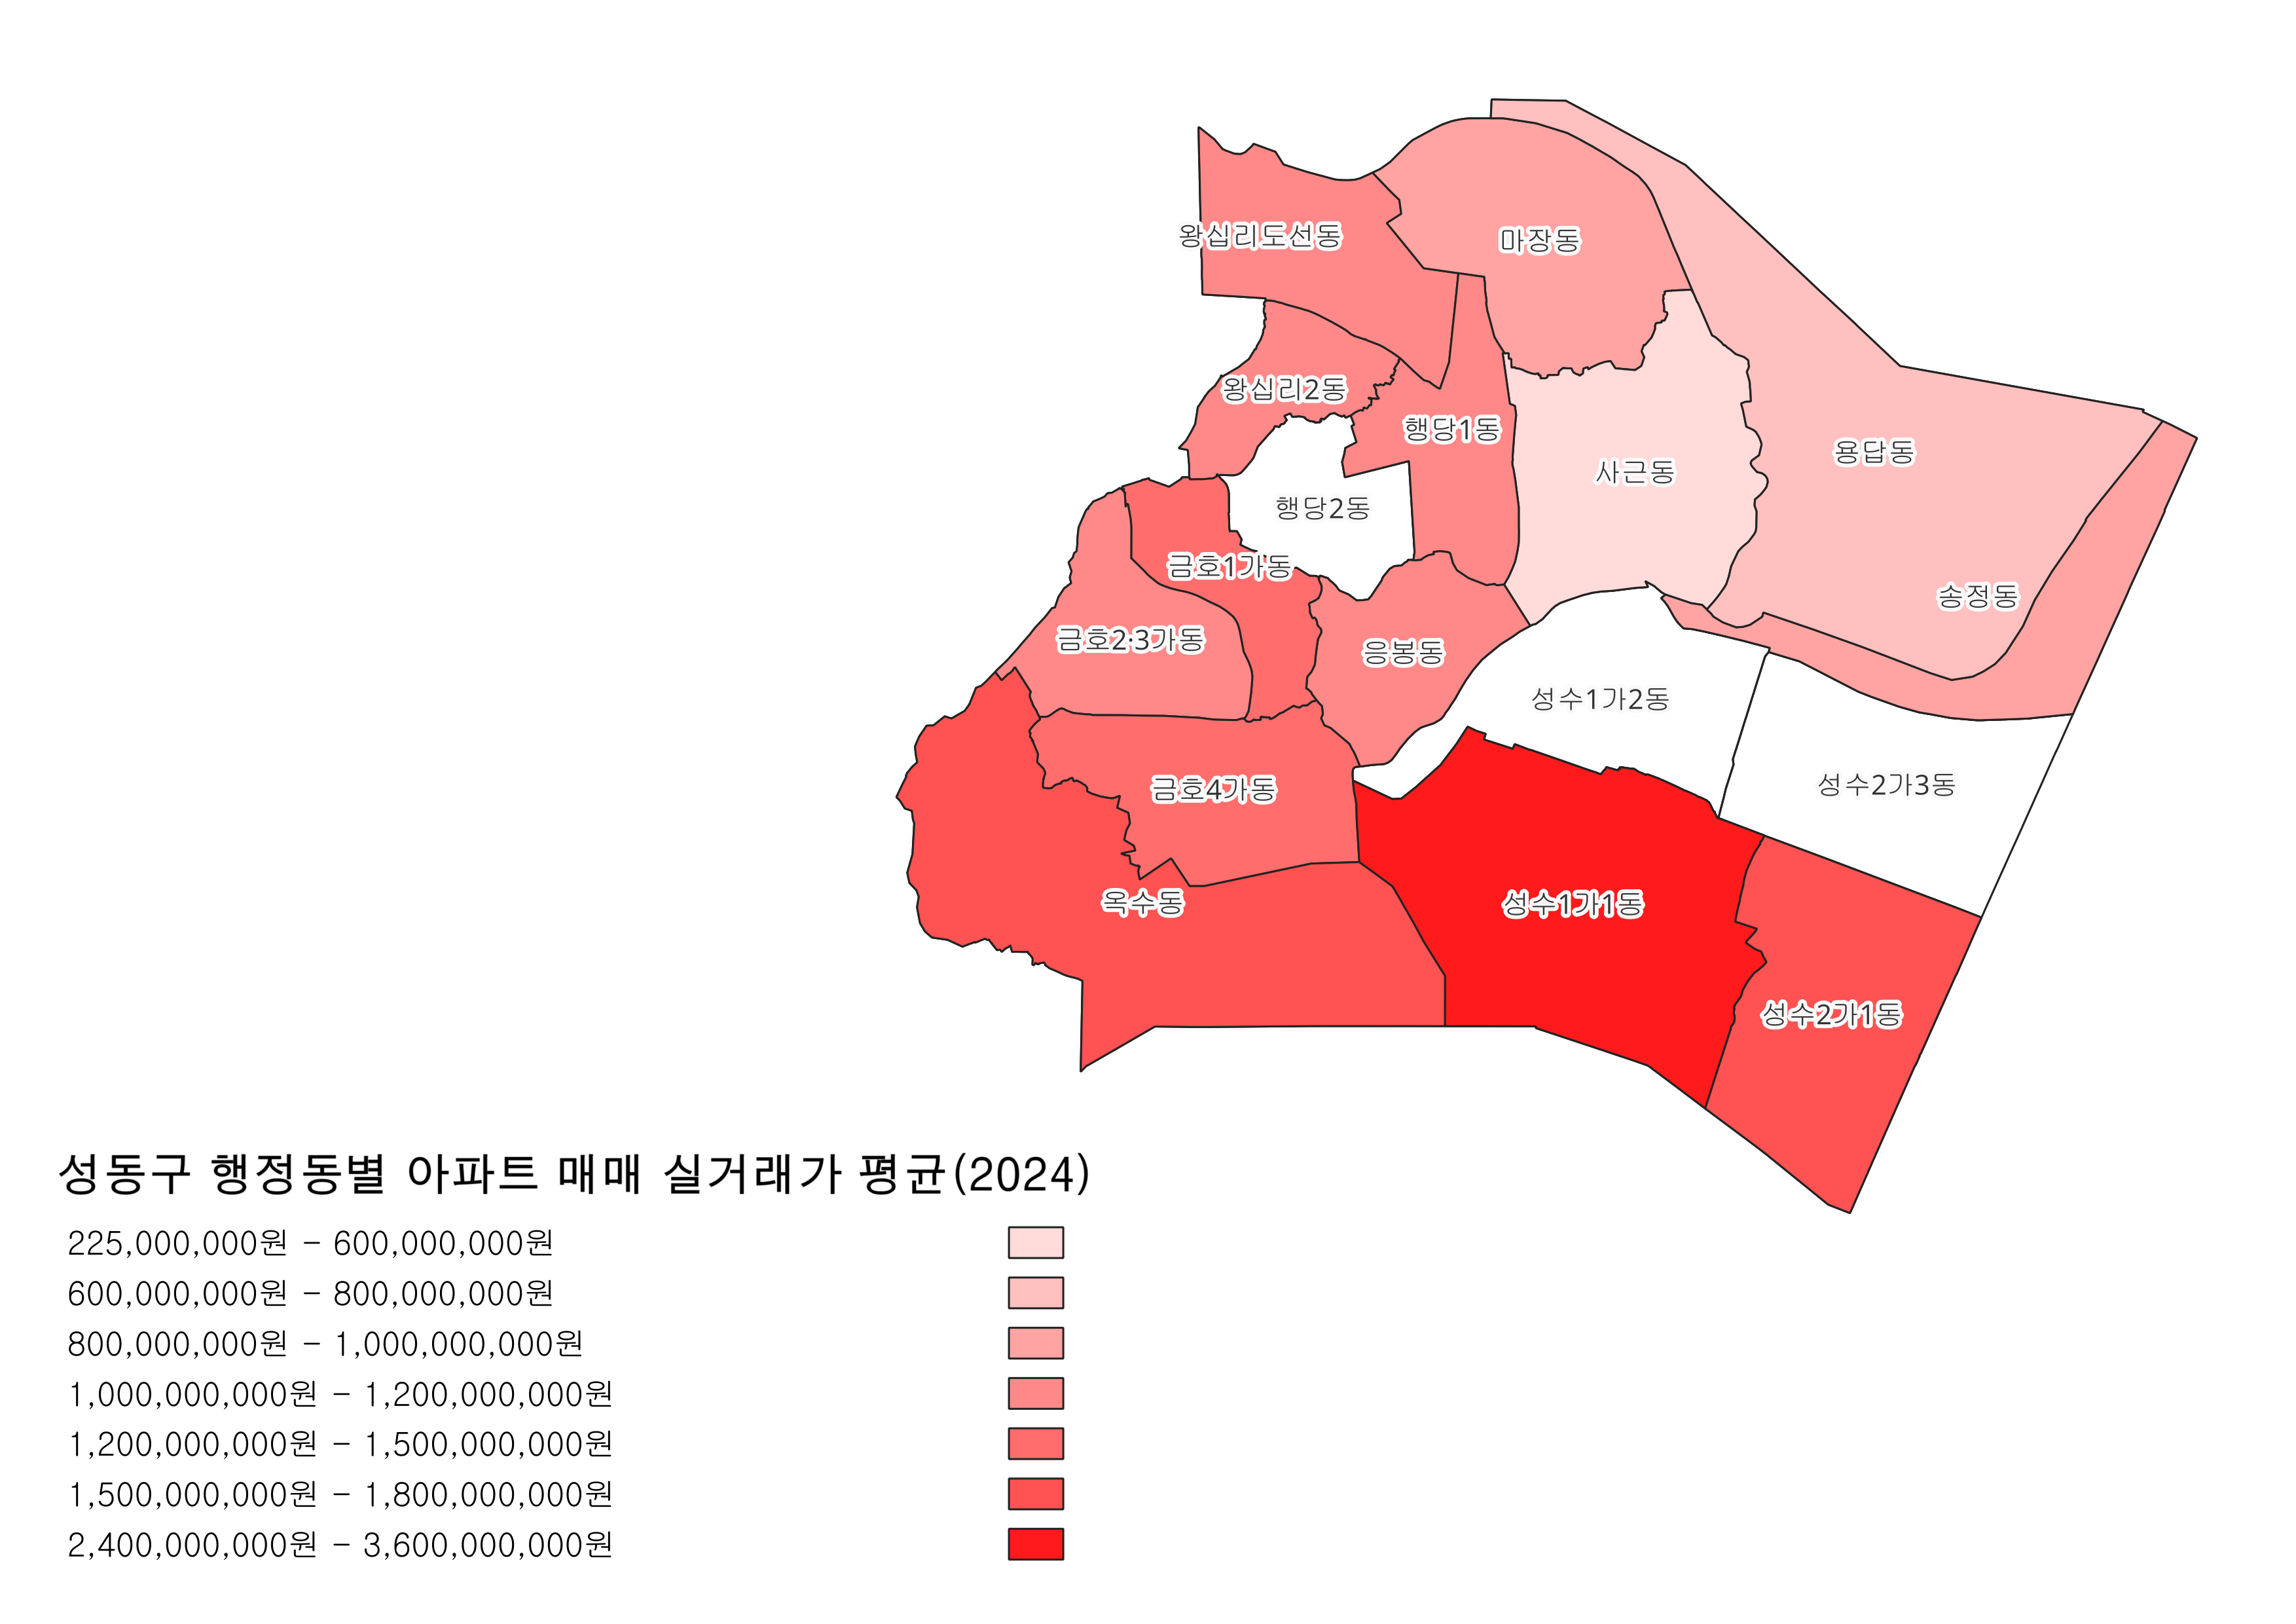 왕십리도선동
마장동
왕십리2동
행당1동
용답동
사근동
행당2동
금호1가동
송정동
금호2·3가동
응봉동
성수1가2동
성수2가3동
금호4가동
옥수동
성수1가1동
성수2가1동
성동구 행정동별 아파트 매매 실거래가 평균(2024)
225,000,000원 - 600,000,000원
600,000,000원 - 800,000,000원
800,000,000원 - 1,000,000,000원
1,000,000,000원 - 1,200,000,000원
1,200,000,000원 - 1,500,000,000원
1,500,000,000원 - 1,800,000,000원
2,400,000,000원 - 3,600,000,000원